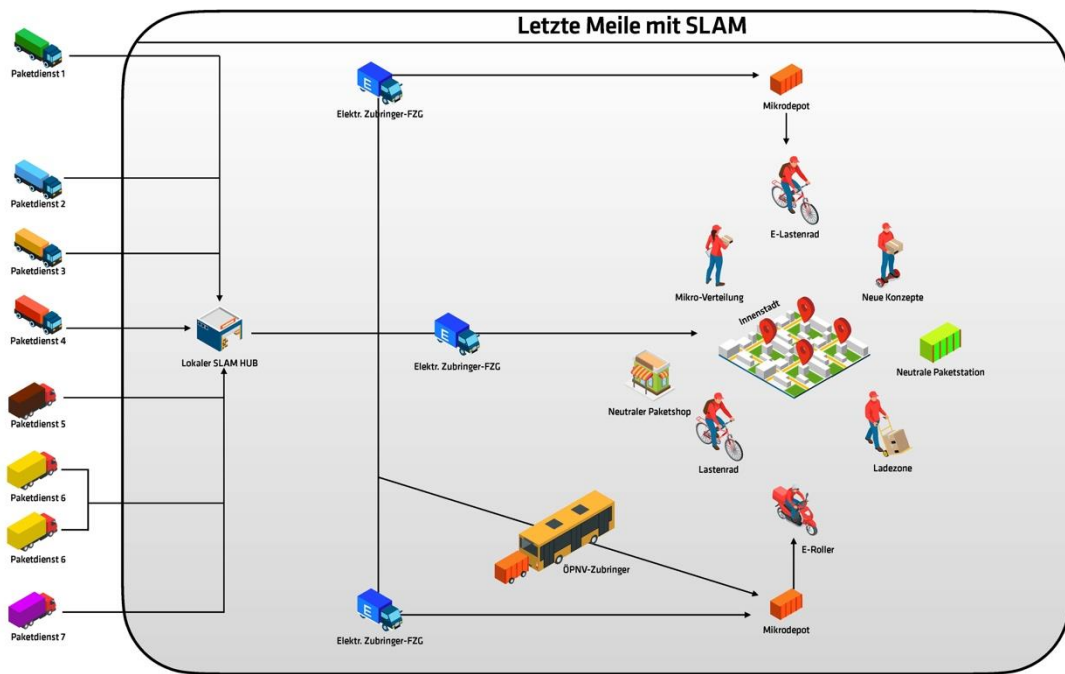 Letzte Meile mit SLAM
Paketdienst 1
Elektr. Zubringer-FZG
Mikrodepot
Paketdienst 2
E-Lastenrad
Paketdienst 3
Mikro-Verteilung
Neue Konzepte
Innenstadt
Paketdienst 4
Lokaler SLAM HUB
Elektr. Zubringer-FZG
Neutrale Paketstation
Paketdienst 5
Neutraler Paketshop
Lastenrad
Ladezone
Paketdienst 6
Paketdienst 6
E-Roller
ÖPNV-Zubringer
Paketdienst 7
Elektr. Zubringer-FZG
Mikrodepot
E
E
E